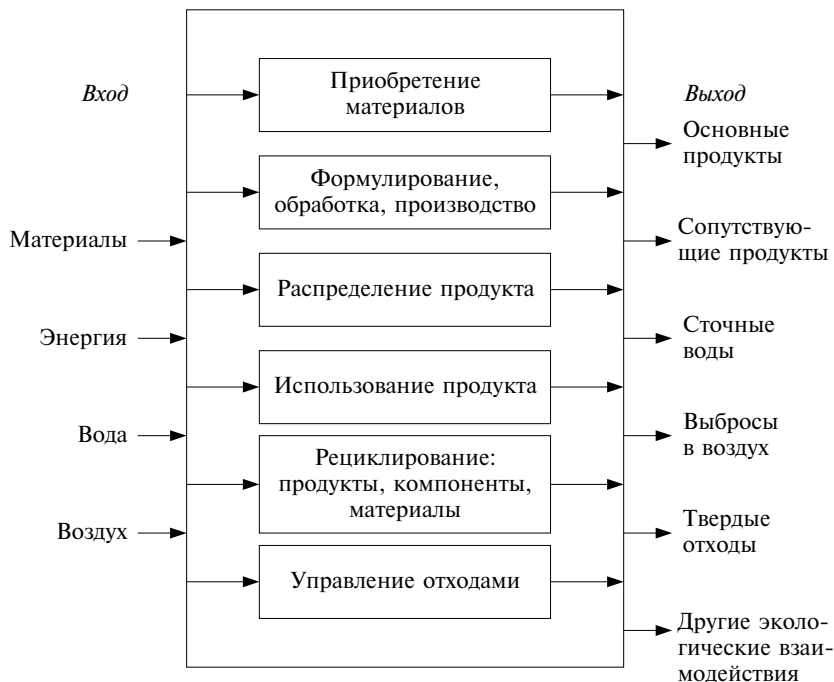 Вход
Материалы
Энергия
Вода
Воздух
Приобретение
материалов
Формулирование,
обработка, производство
Распределение продукта
Использование продукта
Рециклирование:
продукты, компоненты,
материалы
Управление отходами
Выход
Основные
продукты
Сопутствую-
щие продукты
Сточные
воды
Выбросы
в воздух
Твердые
отходы
Другие эколо-
гические взаи-
модействия